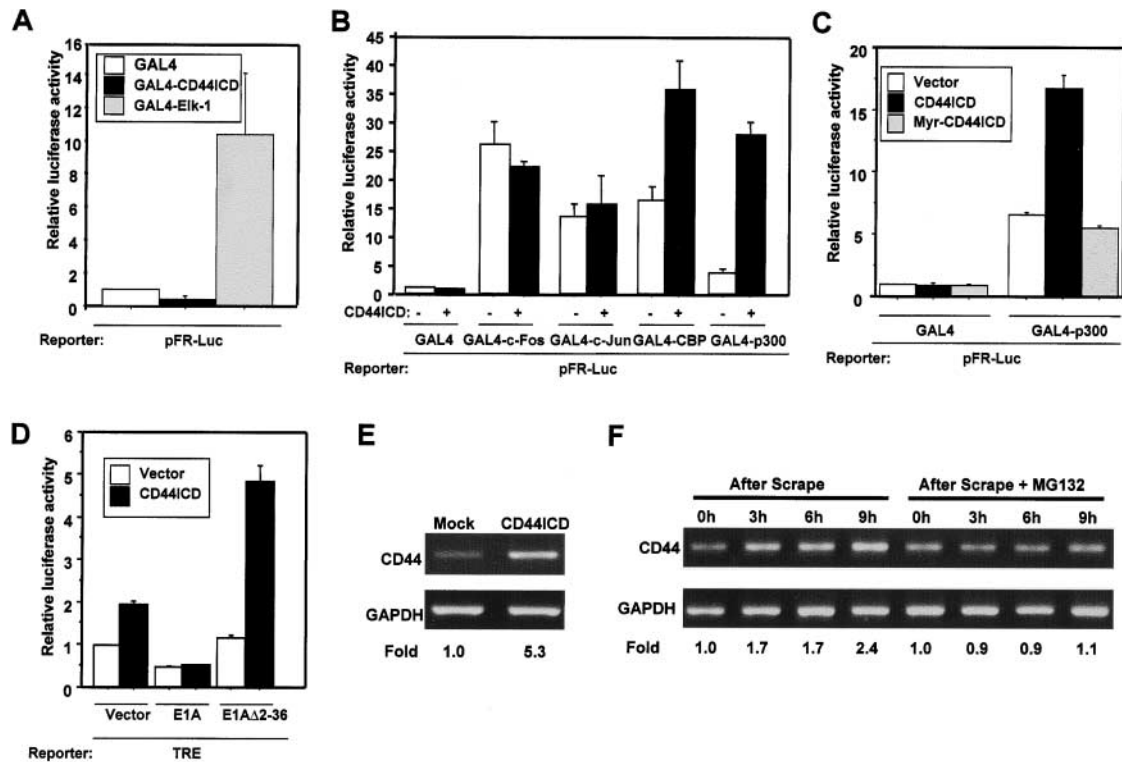 A
Relative luciferase activity
16
14
12
10
8
6
4
2
0
GAL4
GAL4-CD44ICD
GAL4-Elk-1
Reporter: pFR-Luc
B
Relative luciferase activity
45
40
35
30
25
20
15
10
5
0
CD44ICD: - + - + - + - + - +
GAL4 GAL4-c-Fos GAL4-c-Jun GAL4-CBP GAL4-p300
Reporter: pFR-Luc
C
Relative luciferase activity
20
15
10
5
0
Vector
CD44ICD
Myr-CD44ICD
GAL4 GAL4-p300
Reporter: pFR-Luc
D
Relative luciferase activity
6
5
4
3
2
1
0
Vector
CD44ICD
Vector E1A E1AΔ2-36
Reporter: TRE
E
Mock CD44ICD
CD44
GAPDH
Fold 1.0 5.3
F
After Scrape After Scrape + MG132
0h 3h 6h 9h 0h 3h 6h 9h
CD44
GAPDH
Fold 1.0 1.7 1.7 2.4 1.0 0.9 0.9 1.1